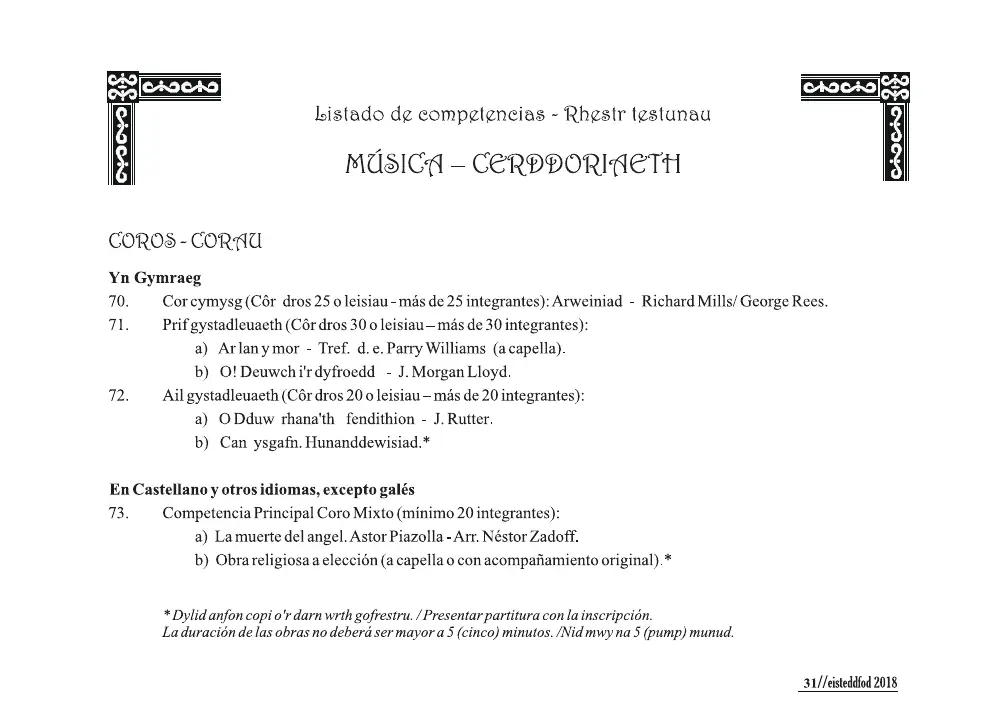 Listado de competencias - Rhestr testunau
MÚSICA – CERDDORIAETH
COROS - CORAU
Yn Gymraeg
70. Cor cymysg (Côr dros 25 o leisiau - más de 25 integrantes): Arweiniad - Richard Mills/ George Rees.
71. Prif gystadleuaeth (Côr dros 30 o leisiau – más de 30 integrantes):
a) Ar lan y mor - Tref. d. e. Parry Williams (a capella).
b) O! Deuwch i'r dyfroedd - J. Morgan Lloyd.
72. Ail gystadleuaeth (Côr dros 20 o leisiau – más de 20 integrantes):
a) O Dduw rhana'th fendithion - J. Rutter.
b) Can ysgafn. Hunanddewisiad.*
En Castellano y otros idiomas, excepto galés
73. Competencia Principal Coro Mixto (mínimo 20 integrantes):
a) La muerte del angel. Astor Piazolla - Arr. Néstor Zadoff.
b) Obra religiosa a elección (a capella o con acompañamiento original).*
* Dylid anfon copi o'r darn wrth gofrestru. / Presentar partitura con la inscripción.
La duración de las obras no deberá ser mayor a 5 (cinco) minutos. /Nid mwy na 5 (pump) munud.
31//eisteddfod 2018